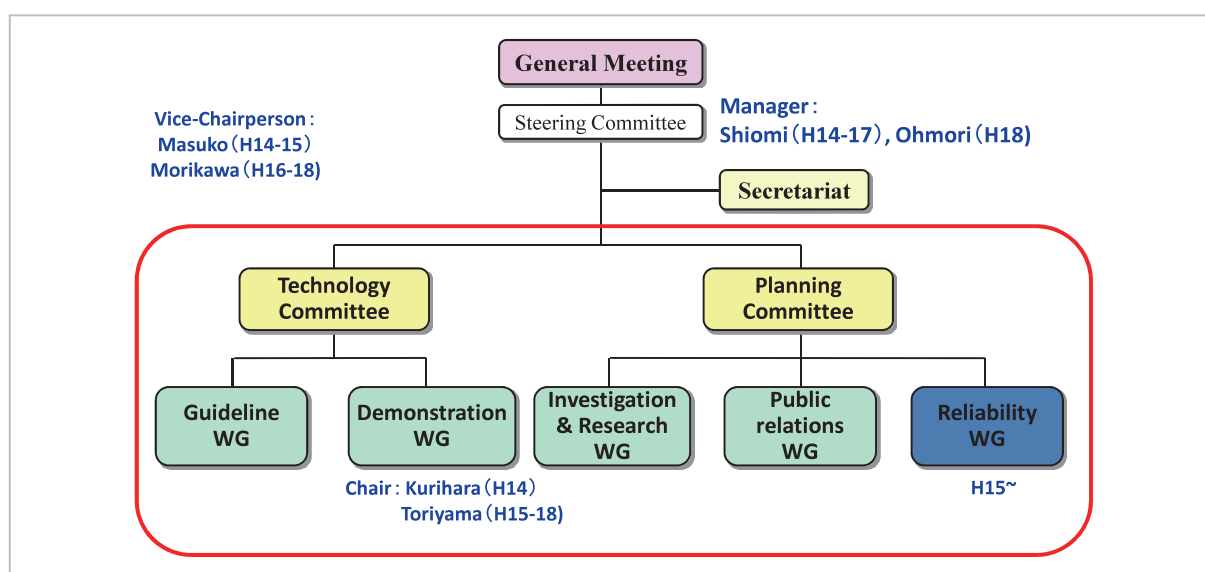 General Meeting
Steering Committee
Manager：
Shiomi（H14-17）, Ohmori（H18）
Vice-Chairperson：
Masuko（H14-15）
Morikawa（H16-18）
Secretariat
Technology
Committee
Planning
Committee
Guideline
WG
Demonstration
WG
Investigation
& Research
WG
Public
relations
WG
Reliability
WG
Chair：Kurihara（H14）
Toriyama（H15-18）
H15~